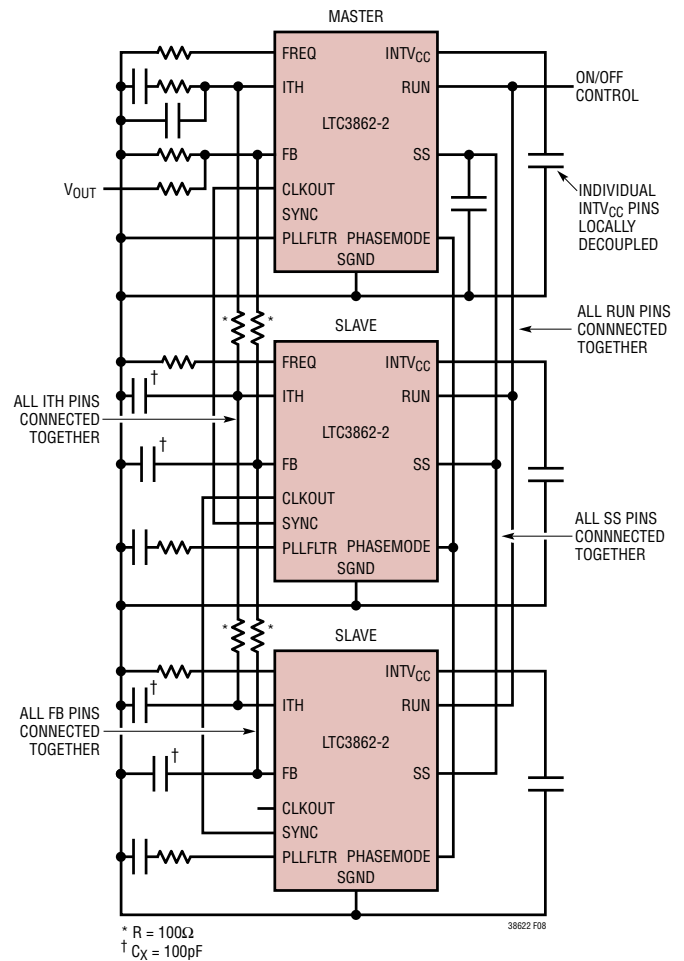 MASTER
FREQ
INTVCC
ITH
RUN
ON/OFF
CONTROL
LTC3862-2
FB
SS
VOUT
CLKOUT
SYNC
PLLFLTR
PHASEMODE
SGND
INDIVIDUAL
INTVCC PINS
LOCALLY
DECOUPLED
* *
SLAVE
ALL RUN PINS
CONNNECTED
TOGETHER
FREQ
INTVCC
†
ITH
RUN
ALL ITH PINS
CONNECTED
TOGETHER
LTC3862-2
†
FB
SS
CLKOUT
SYNC
ALL SS PINS
CONNNECTED
TOGETHER
PLLFLTR
PHASEMODE
SGND
* *
SLAVE
INTVCC
†
ITH
RUN
ALL FB PINS
CONNECTED
TOGETHER
LTC3862-2
†
FB
SS
CLKOUT
SYNC
PLLFLTR
PHASEMODE
SGND
* R = 100Ω
† CX = 100pF
38622 F08